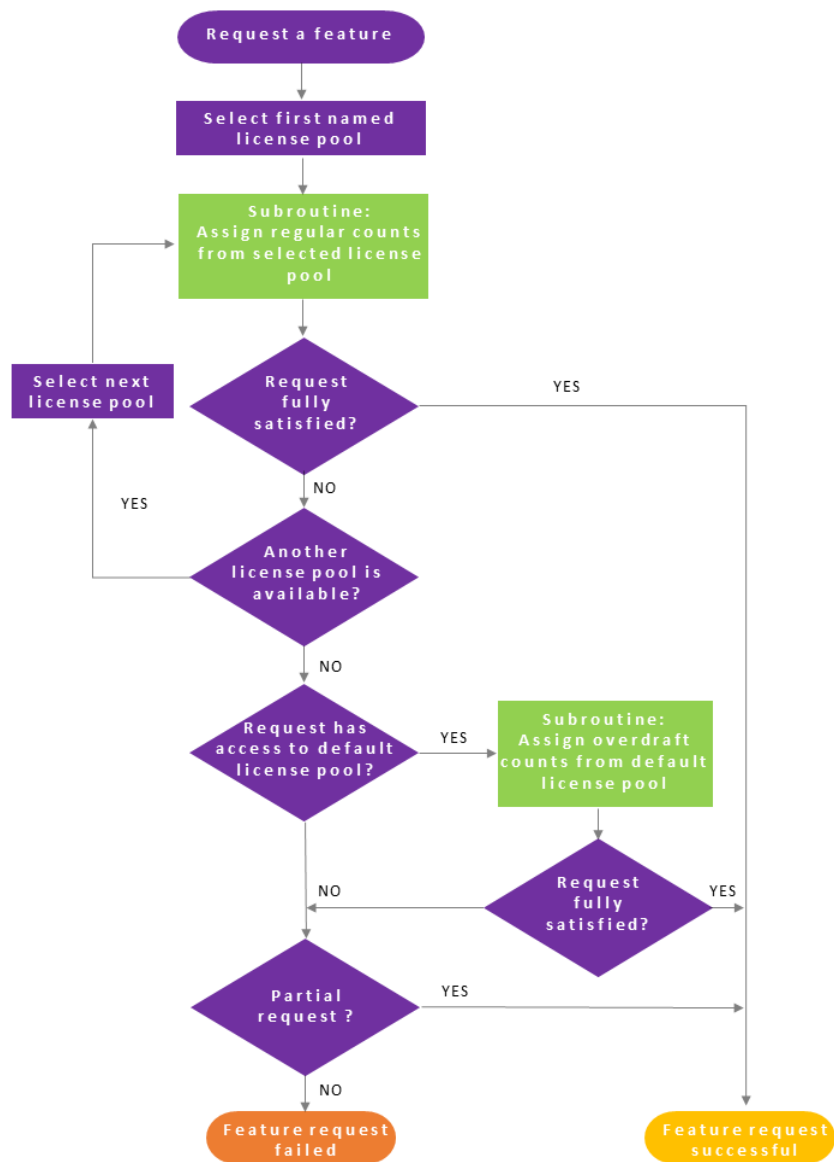 Request a feature
Select first named
license pool
Subroutine:
Assign regular counts
from selected license
pool
Select next
license pool
Request
fully
satisfied?
YES
NO
YES
Another
license pool is
available?
NO
Request has
access to default
license pool?
YES
Subroutine:
Assign overdraft
counts from default
license pool
NO
Request
fully
satisfied?
YES
Partial
request ?
YES
NO
Feature request
failed
Feature request
successful